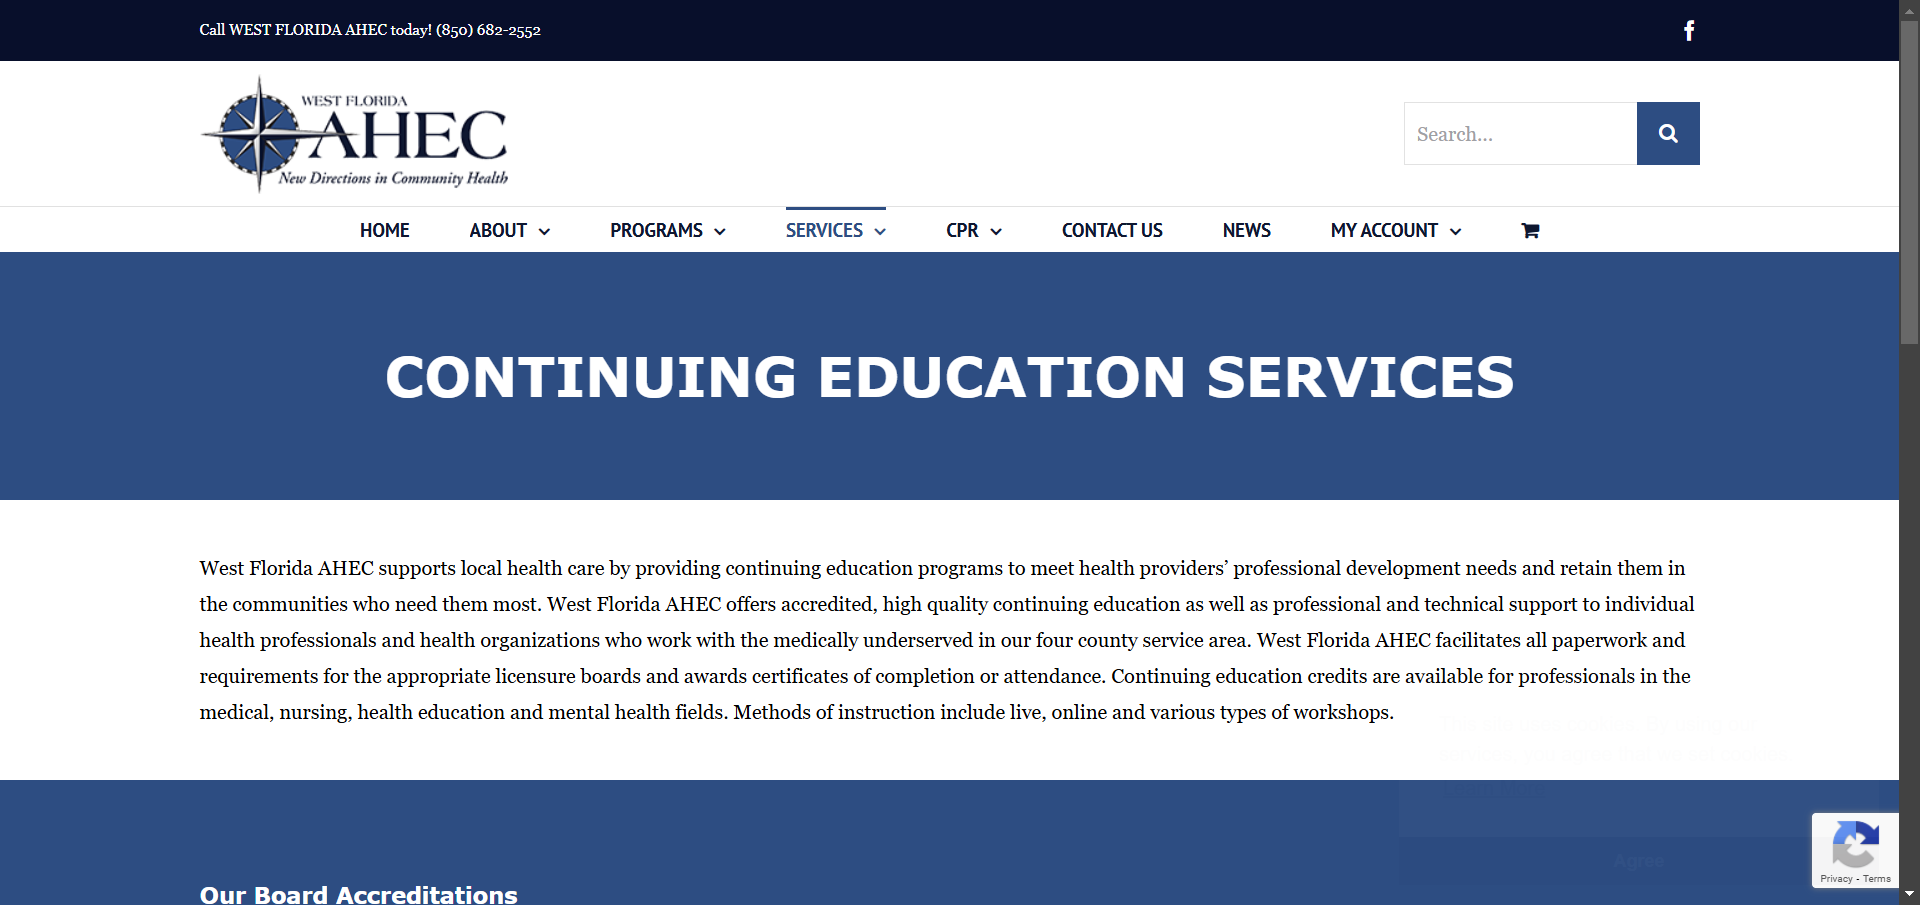 Call WEST FLORIDA AHEC today! (850) 682-2552
WEST FLORIDA
AHEC
New Directions in Community Health
Search...
HOME
ABOUT
PROGRAMS
SERVICES
CPR
CONTACT US
NEWS
MY ACCOUNT
CONTINUING EDUCATION SERVICES
West Florida AHEC supports local health care by providing continuing education programs to meet health providers’ professional development needs and retain them in
the communities who need them most. West Florida AHEC offers accredited, high quality continuing education as well as professional and technical support to individual
health professionals and health organizations who work with the medically underserved in our four county service area. West Florida AHEC facilitates all paperwork and
requirements for the appropriate licensure boards and awards certificates of completion or attendance. Continuing education credits are available for professionals in the
medical, nursing, health education and mental health fields. Methods of instruction include live, online and various types of workshops.
Agree
Privacy - Terms
Our Board Accreditations